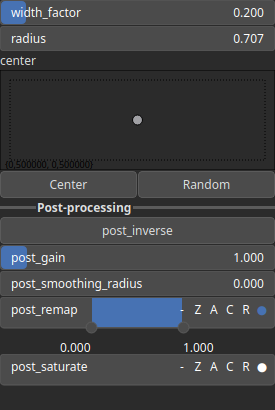 width_factor 0.200
radius 0.707
center
(0.500000, 0.500000)
Center Random
Post-processing
post_inverse
post_gain 1.000
post_smoothing_radius 0.000
post_remap - Z A C R
0.000 1.000
post_saturate - Z A C R